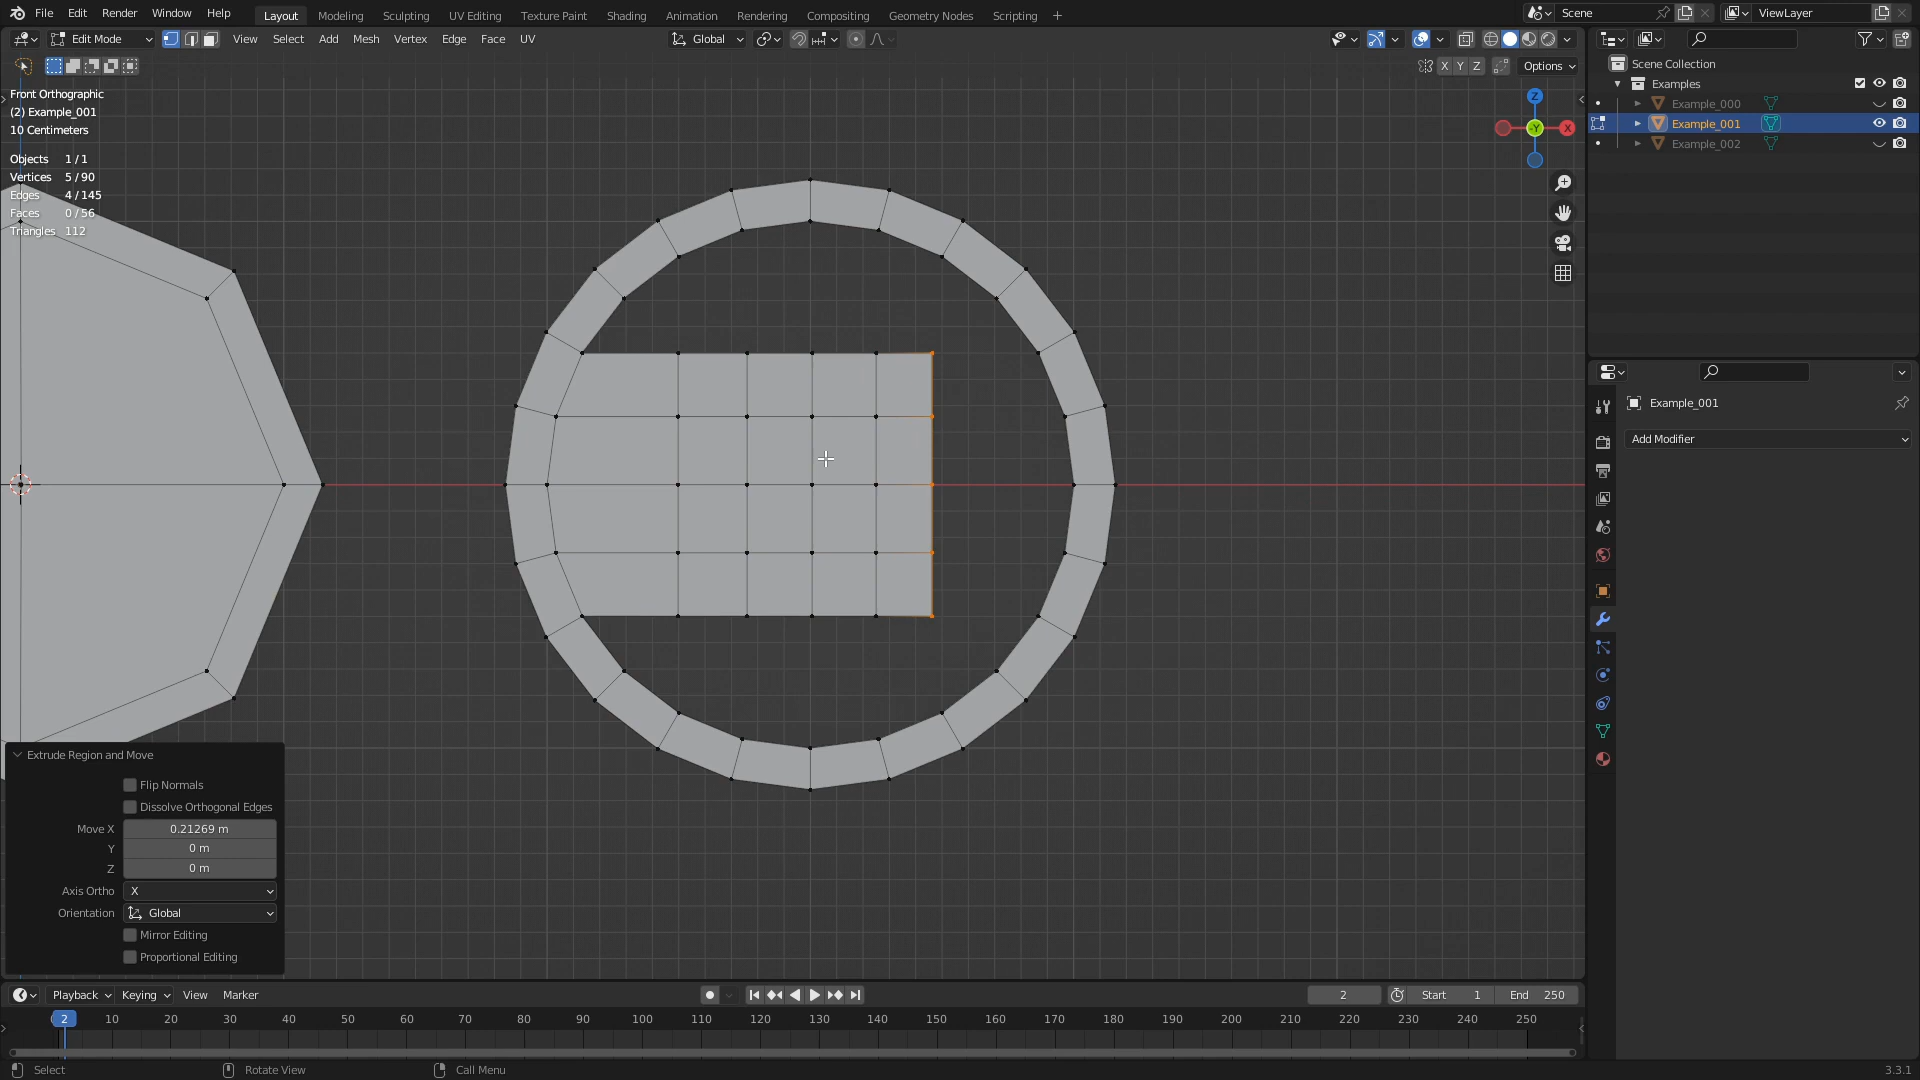 File Edit Render Window Help Layout Modeling Sculpting UV Editing Texture Paint Shading Animation Rendering Compositing Geometry Nodes Scripting + Scene ViewLayer
Edit Mode View Select Add Mesh Vertex Edge Face UV Global
X Y Z Options
Front Orthographic
(2) Example_001
10 Centimeters
Objects 1 / 1
Vertices 5 / 90
Edges 4 / 145
Faces 0 / 56
Triangles 112
Z
-Y X
Scene Collection
Examples
Example_000
Example_001
Example_002
Example_001
Add Modifier
Extrude Region and Move
Flip Normals
Dissolve Orthogonal Edges
Move X 0.21269 m
Y 0 m
Z 0 m
Axis Ortho X
Orientation Global
Mirror Editing
Proportional Editing
Playback Keying View Marker 2 Start 1 End 250
2 10 20 30 40 50 60 70 80 90 100 110 120 130 140 150 160 170 180 190 200 210 220 230 240 250
Select Rotate View Call Menu 3.3.1